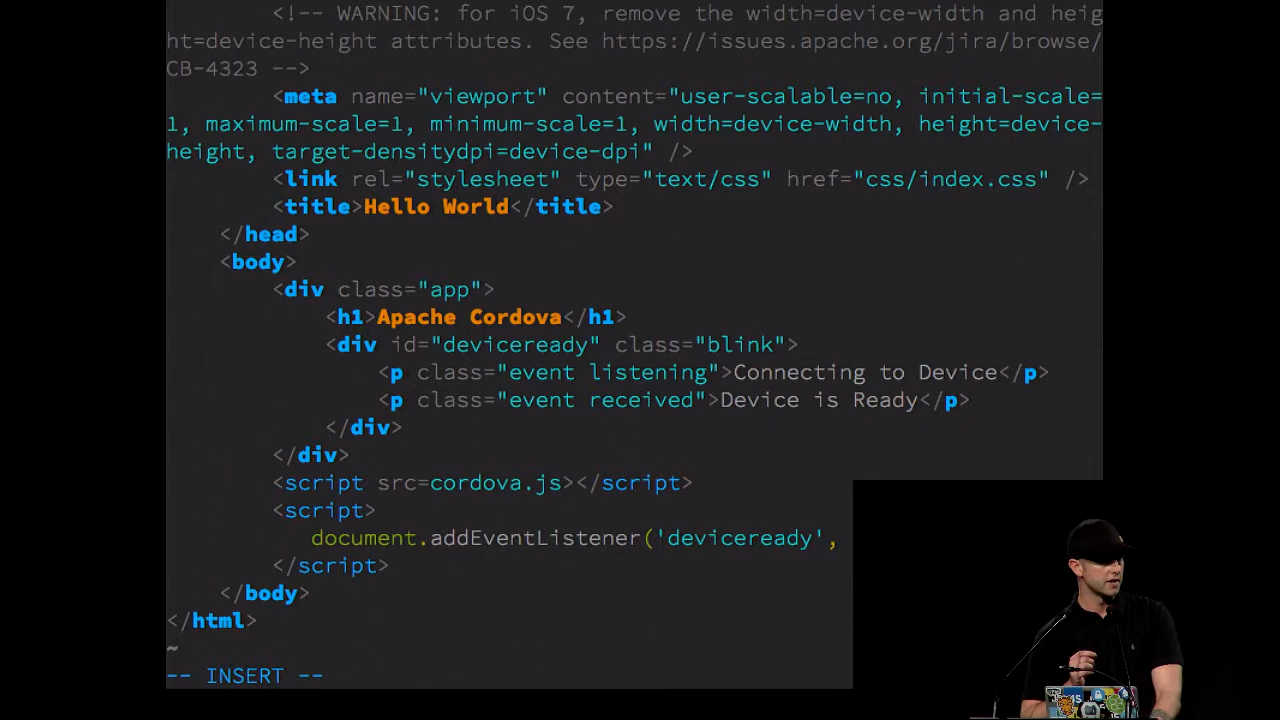 <!-- WARNING: for iOS 7, remove the width=device-width and heig
ht=device-height attributes. See https://issues.apache.org/jira/browse/
CB-4323 -->
<meta name="viewport" content="user-scalable=no, initial-scale=
1, maximum-scale=1, minimum-scale=1, width=device-width, height=device-
height, target-densitydpi=device-dpi" />
<link rel="stylesheet" type="text/css" href="css/index.css" />
<title>Hello World</title>
</head>
<body>
<div class="app">
<h1>Apache Cordova</h1>
<div id="deviceready" class="blink">
<p class="event listening">Connecting to Device</p>
<p class="event received">Device is Ready</p>
</div>
</div>
<script src=cordova.js></script>
<script>
document.addEventListener('deviceready',
</script>
</body>
</html>
~
-- INSERT --